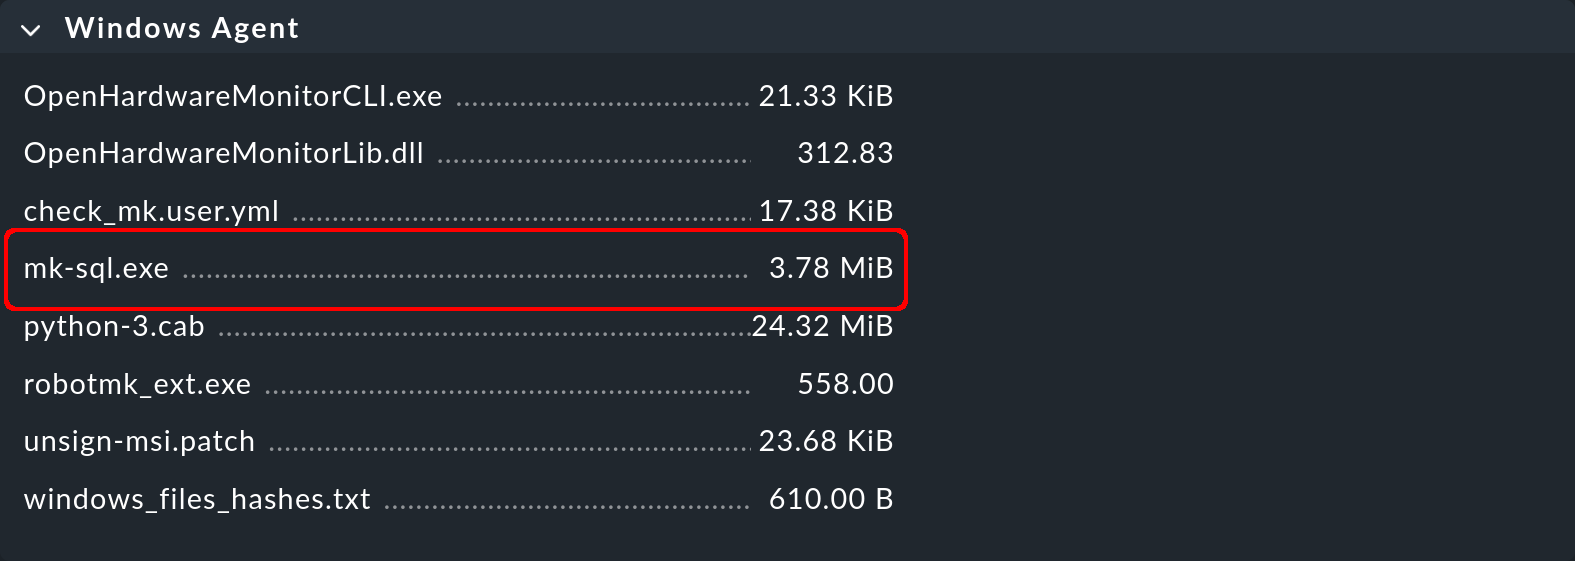 Windows Agent
OpenHardwareMonitorCLI.exe 21.33 KiB
OpenHardwareMonitorLib.dll 312.83
check_mk.user.yml 17.38 KiB
mk-sql.exe 3.78 MiB
python-3.cab 24.32 MiB
robotmk_ext.exe 558.00
unsign-msi.patch 23.68 KiB
windows_files_hashes.txt 610.00 B